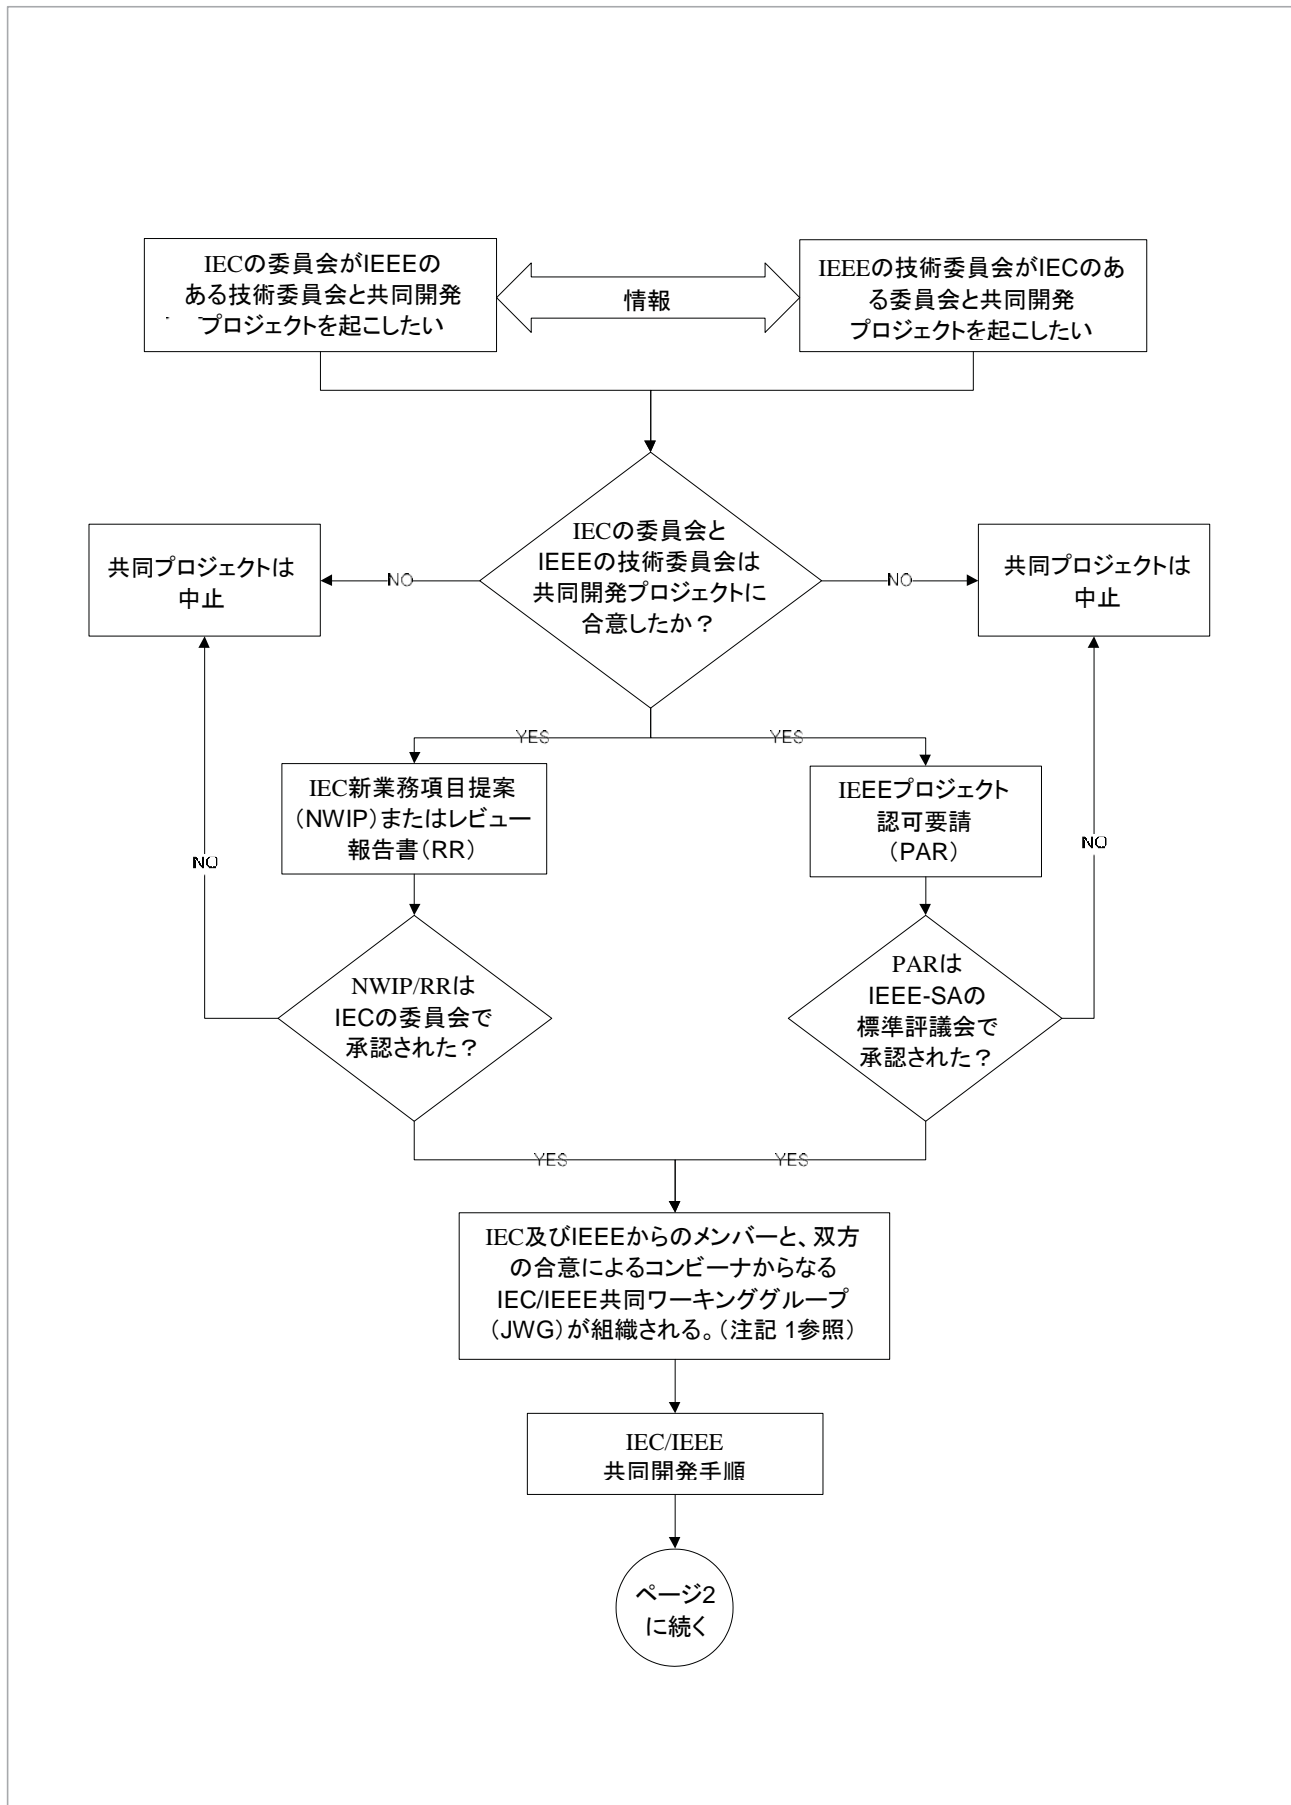 IECの委員会がIEEEの
ある技術委員会と共同開発
プロジェクトを起こしたい
情報
IEEEの技術委員会がIECのあ
る委員会と共同開発
プロジェクトを起こしたい
共同プロジェクトは
中止
NO
IECの委員会と
IEEEの技術委員会は
共同開発プロジェクトに
合意したか？
NO
共同プロジェクトは
中止
YES
YES
IEC新業務項目提案
（NWIP）またはレビュー
報告書（RR）
IEEEプロジェクト
認可要請
（PAR）
NO
NO
NWIP/RRは
IECの委員会で
承認された？
PARは
IEEE-SAの
標準評議会で
承認された？
YES
YES
IEC及びIEEEからのメンバーと、双方
の合意によるコンビーナからなる
IEC/IEEE共同ワーキンググループ
（JWG）が組織される。（注記 1参照）
IEC/IEEE
共同開発手順
ページ2
に続く